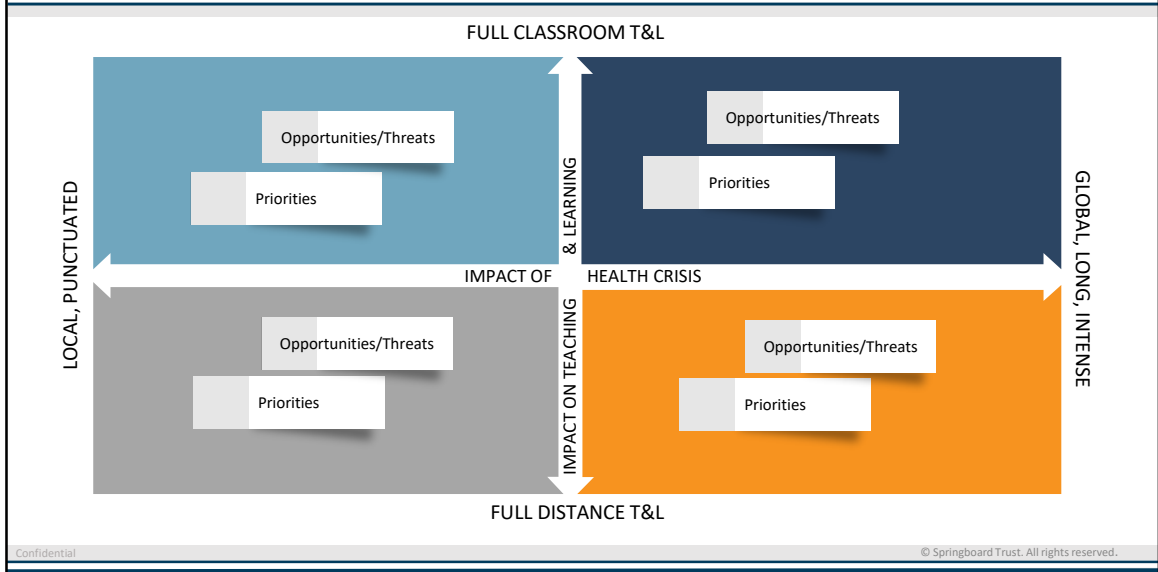 FULL CLASSROOM T&L
Opportunities/Threats
Priorities
Opportunities/Threats
Priorities
LOCAL, PUNCTUATED
IMPACT OF HEALTH CRISIS
IMPACT ON TEACHING & LEARNING
GLOBAL, LONG, INTENSE
Opportunities/Threats
Priorities
Opportunities/Threats
Priorities
FULL DISTANCE T&L
Confidential
© Springboard Trust. All rights reserved.